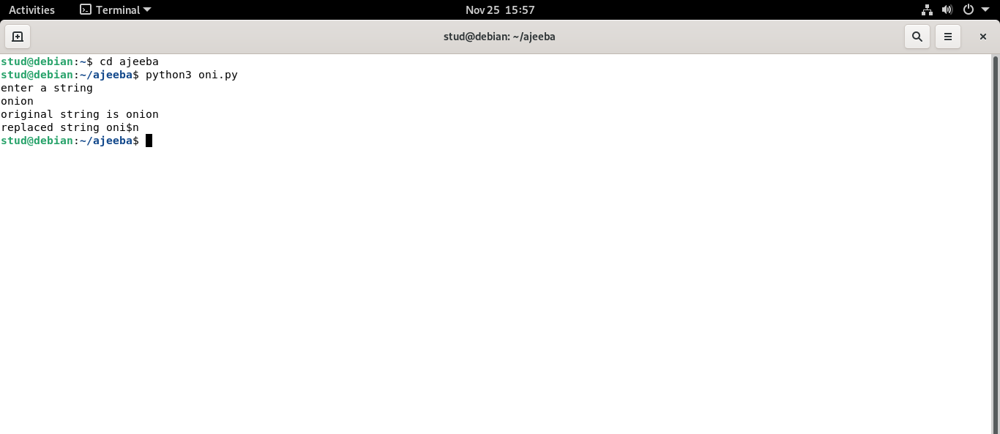 Activities Terminal Nov 25 15:57
stud@debian: ~/ajeeba
stud@debian:~$ cd ajeeba
stud@debian:~/ajeeba$ python3 oni.py
enter a string
onion
original string is onion
replaced string oni$n
stud@debian:~/ajeeba$